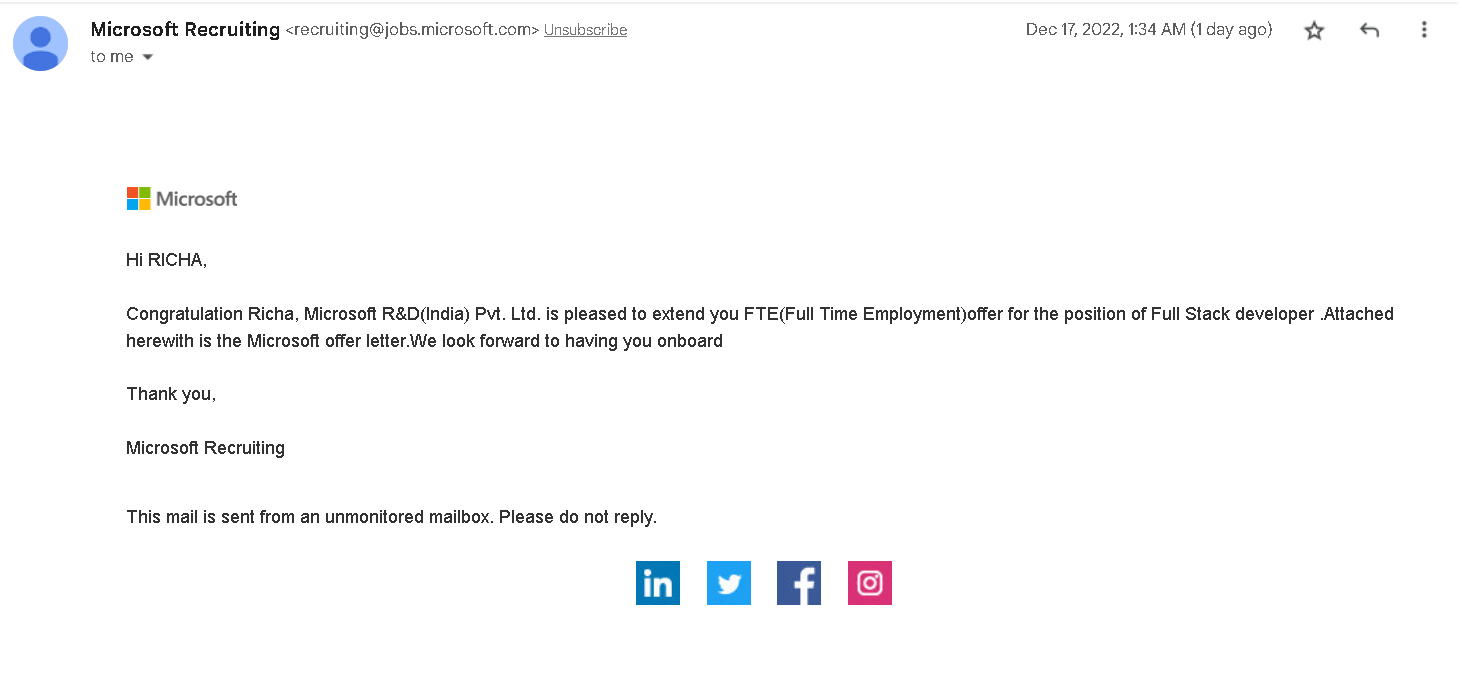 Microsoft Recruiting <recruiting@jobs.microsoft.com> Unsubscribe
Dec 17, 2022, 1:34 AM (1 day ago)
to me
Microsoft
Hi RICHA,
Congratulation Richa, Microsoft R&D(India) Pvt. Ltd. is pleased to extend you FTE(Full Time Employment)offer for the position of Full Stack developer .Attached
herewith is the Microsoft offer letter.We look forward to having you onboard
Thank you,
Microsoft Recruiting
This mail is sent from an unmonitored mailbox. Please do not reply.
in
f